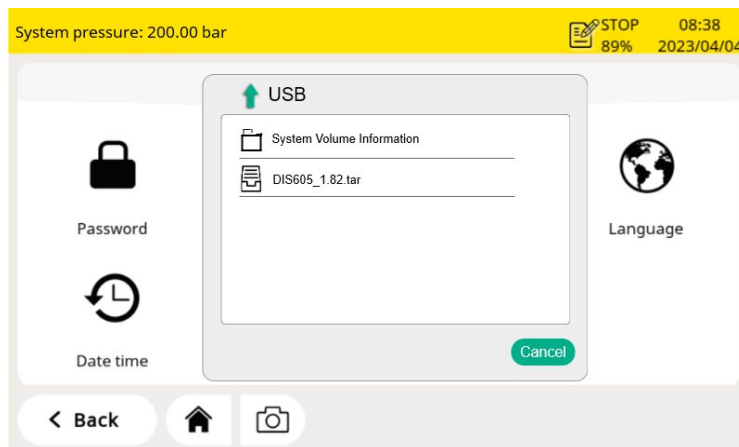 System pressure: 200.00 bar
STOP 08:38
89% 2023/04/04
USB
System Volume Information
DIS605_1.82.tar
Password
Language
Date time
Cancel
Back